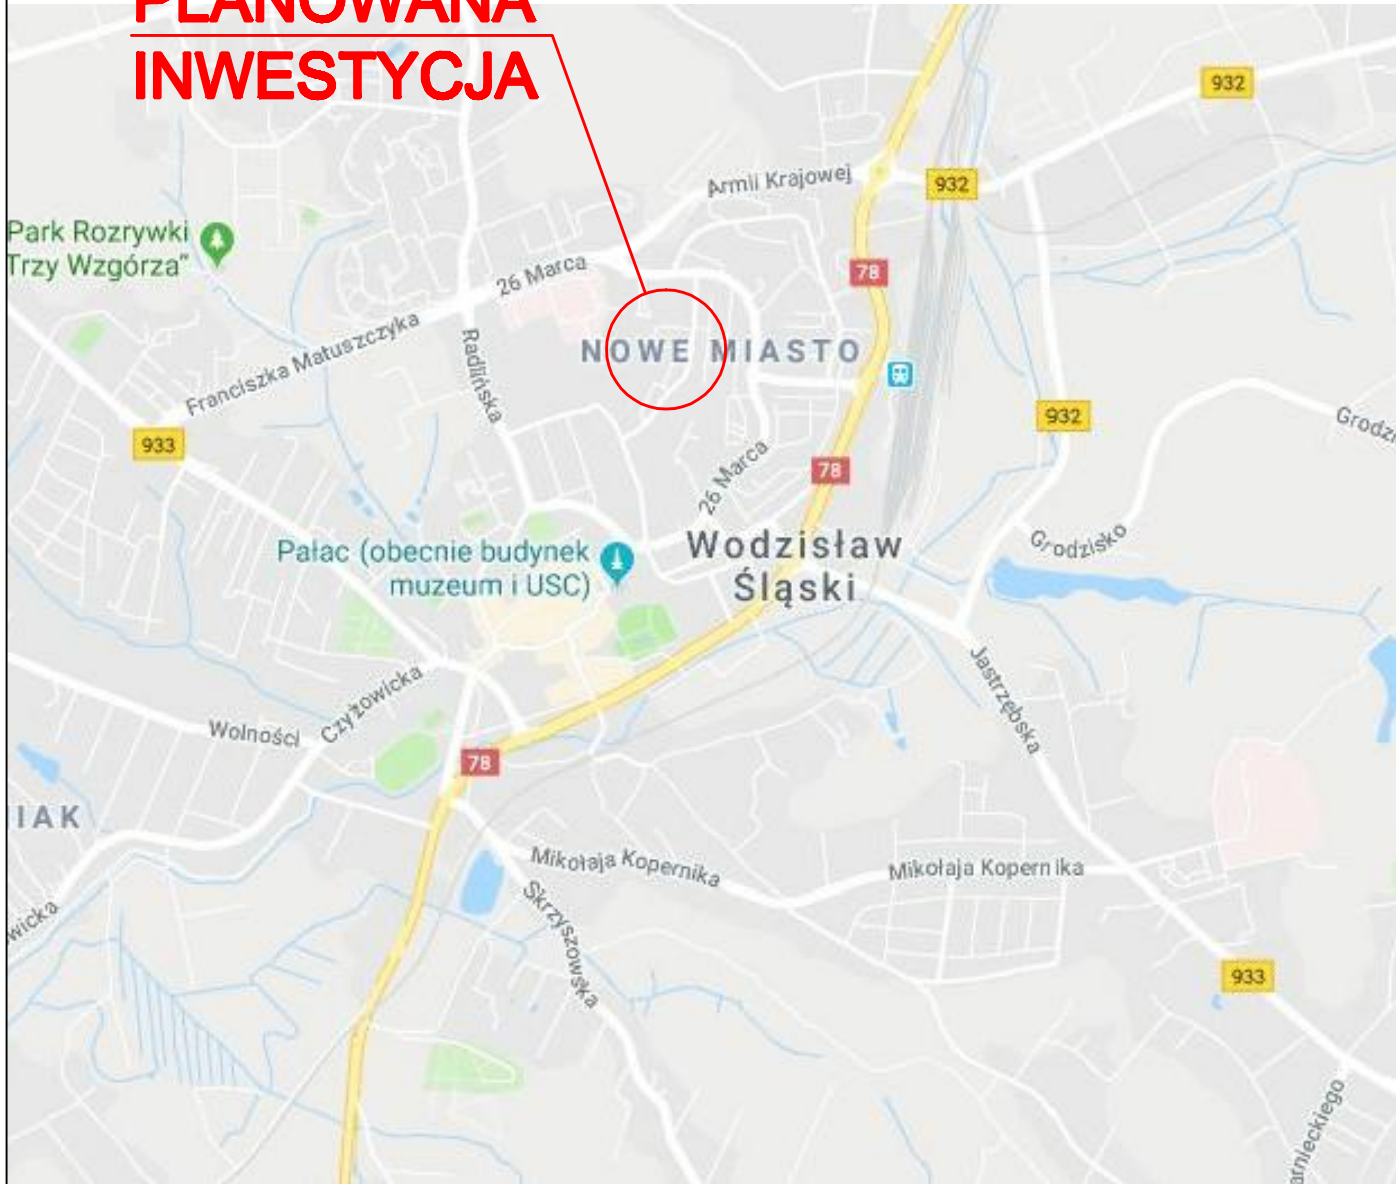 PLANOWANA
INWESTYCJA
932
Armii Krajowej
932
Park Rozrywki
Trzy Wzgórza"
26 Marca
78
Franciszka Matuszczyka
Radlińska
NOWE MIASTO
933
932
26 Marca
78
Grodzisko
Pałac (obecnie budynek
muzeum i USC)
Wodzisław
Śląski
Jastrzębska
Czyżowicka
Wolności
78
IAK
Mikołaja Kopernika
Mikołaja Kopernika
Skrzyszowska
wicka
933
arnieckiego